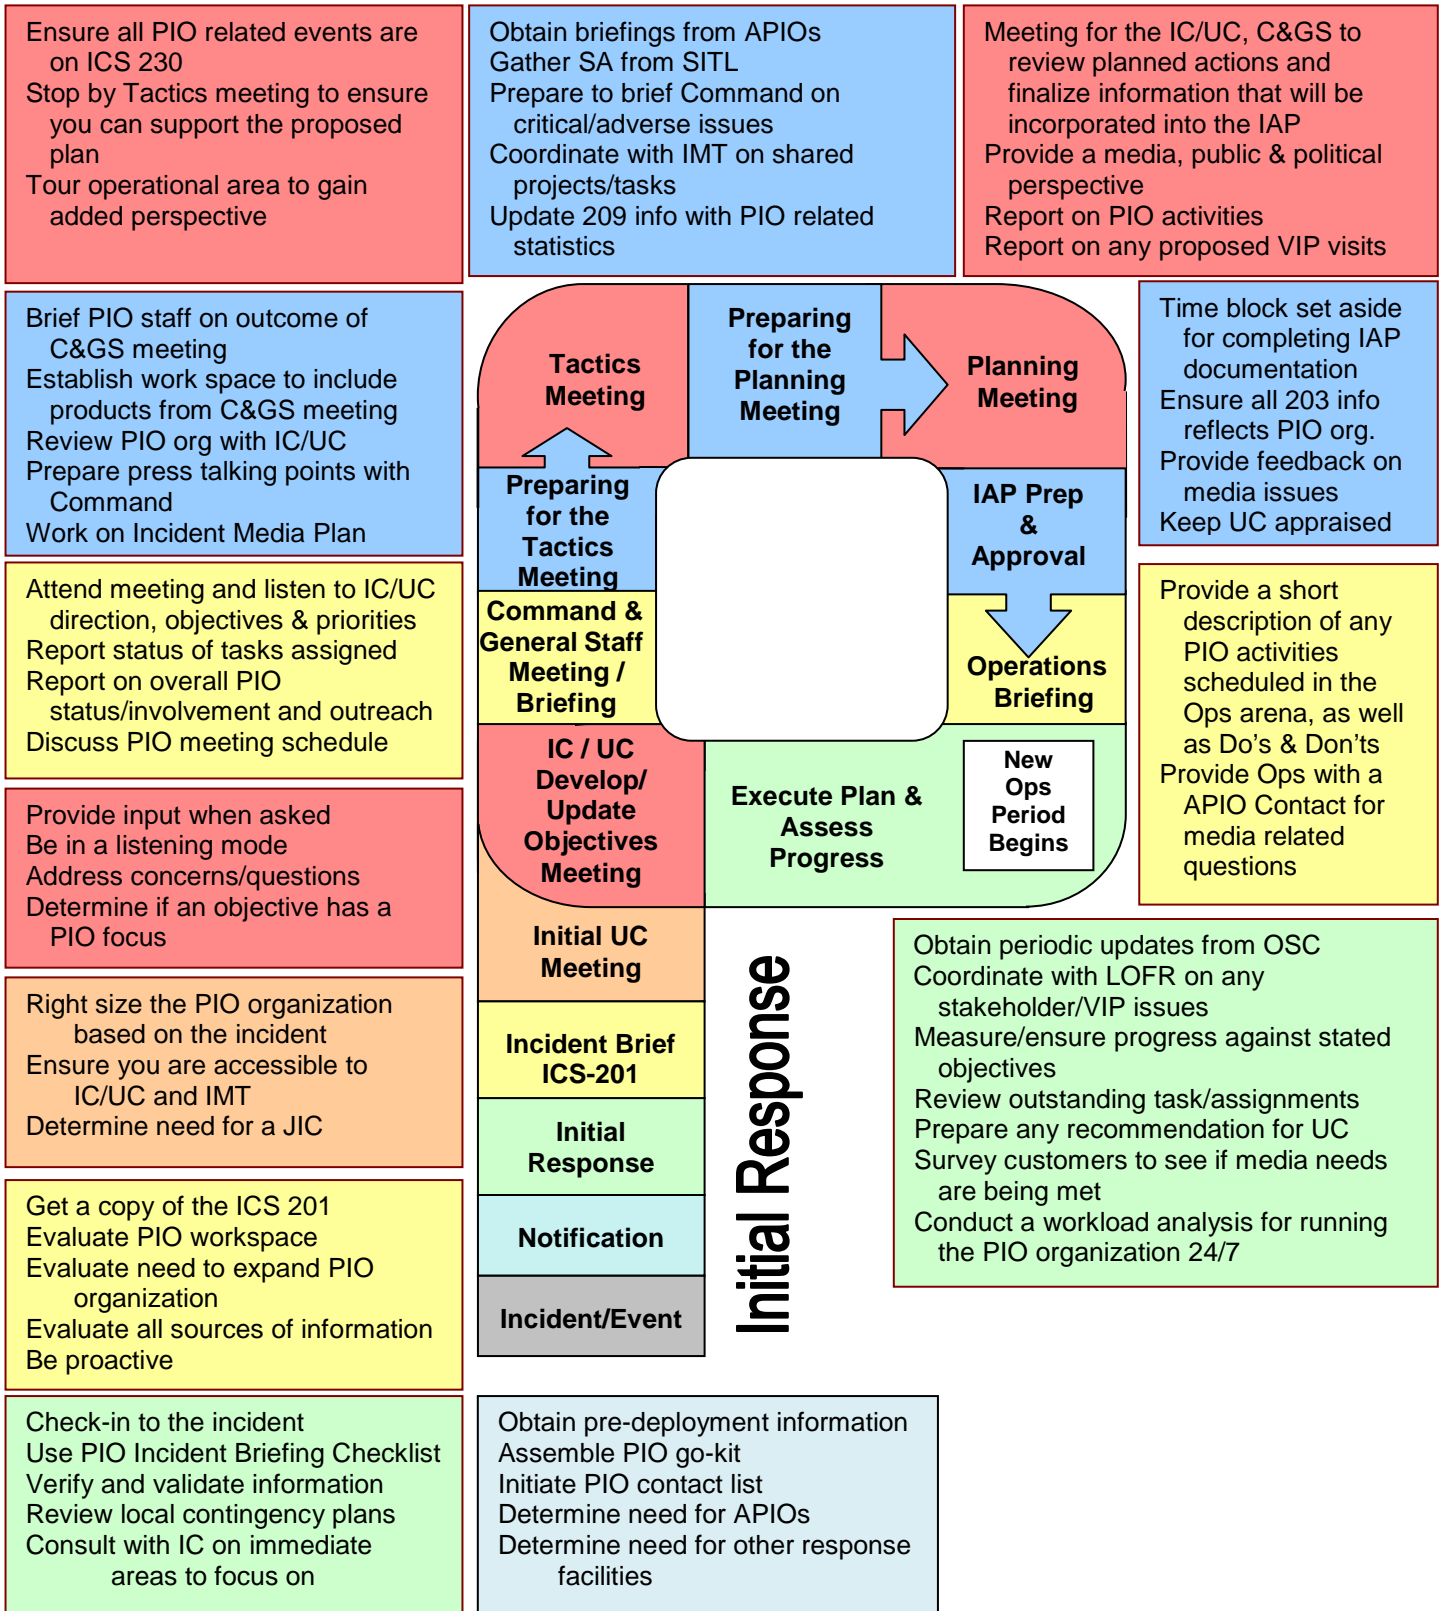 Ensure all PIO related events are
on ICS 230
Stop by Tactics meeting to ensure
you can support the proposed
plan
Tour operational area to gain
added perspective
Obtain briefings from APIOs
Gather SA from SITL
Prepare to brief Command on
critical/adverse issues
Coordinate with IMT on shared
projects/tasks
Update 209 info with PIO related
statistics
Meeting for the IC/UC, C&GS to
review planned actions and
finalize information that will be
incorporated into the IAP
Provide a media, public & political
perspective
Report on PIO activities
Report on any proposed VIP visits
Brief PIO staff on outcome of
C&GS meeting
Establish work space to include
products from C&GS meeting
Review PIO org with IC/UC
Prepare press talking points with
Command
Work on Incident Media Plan
Tactics
Meeting
Preparing
for the
Planning
Meeting
Planning
Meeting
Time block set aside
for completing IAP
documentation
Ensure all 203 info
reflects PIO org.
Provide feedback on
media issues
Keep UC appraised
Preparing
for the
Tactics
Meeting
IAP Prep
&
Approval
Attend meeting and listen to IC/UC
direction, objectives & priorities
Report status of tasks assigned
Report on overall PIO
status/involvement and outreach
Discuss PIO meeting schedule
Command &
General Staff
Meeting /
Briefing
Operations
Briefing
Provide a short
description of any
PIO activities
scheduled in the
Ops arena, as well
as Do's & Don'ts
Provide Ops with a
APIO Contact for
media related
questions
Provide input when asked
Be in a listening mode
Address concerns/questions
Determine if an objective has a
PIO focus
IC / UC
Develop/
Update
Objectives
Meeting
Execute Plan &
Assess
Progress
New
Ops
Period
Begins
Right size the PIO organization
based on the incident
Ensure you are accessible to
IC/UC and IMT
Determine need for a JIC
Initial UC
Meeting
Incident Brief
ICS-201
Initial
Response
Notification
Incident/Event
Initial Response
Obtain periodic updates from OSC
Coordinate with LOFR on any
stakeholder/VIP issues
Measure/ensure progress against stated
objectives
Review outstanding task/assignments
Prepare any recommendation for UC
Survey customers to see if media needs
are being met
Conduct a workload analysis for running
the PIO organization 24/7
Get a copy of the ICS 201
Evaluate PIO workspace
Evaluate need to expand PIO
organization
Evaluate all sources of information
Be proactive
Check-in to the incident
Use PIO Incident Briefing Checklist
Verify and validate information
Review local contingency plans
Consult with IC on immediate
areas to focus on
Obtain pre-deployment information
Assemble PIO go-kit
Initiate PIO contact list
Determine need for APIOs
Determine need for other response
facilities